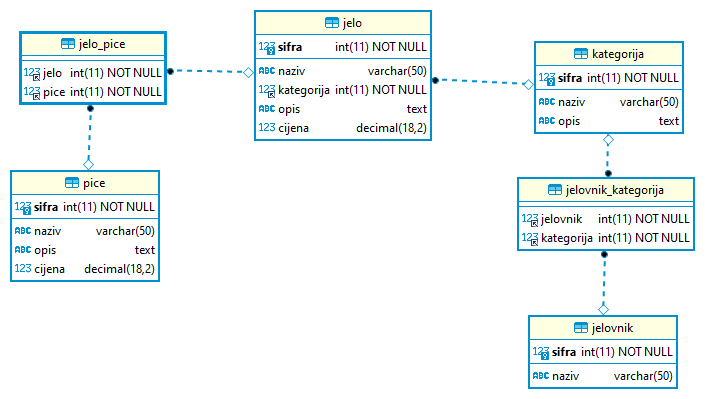 jelo_pice
123 jelo int(11) NOT NULL
123 pice int(11) NOT NULL
jelo
123 sifra int(11) NOT NULL
ABC naziv varchar(50)
123 kategorija int(11) NOT NULL
ABC opis text
123 cijena decimal(18,2)
kategorija
123 sifra int(11) NOT NULL
ABC naziv varchar(50)
ABC opis text
pice
123 sifra int(11) NOT NULL
ABC naziv varchar(50)
ABC opis text
123 cijena decimal(18,2)
jelovnik_kategorija
123 jelovnik int(11) NOT NULL
123 kategorija int(11) NOT NULL
jelovnik
123 sifra int(11) NOT NULL
ABC naziv varchar(50)